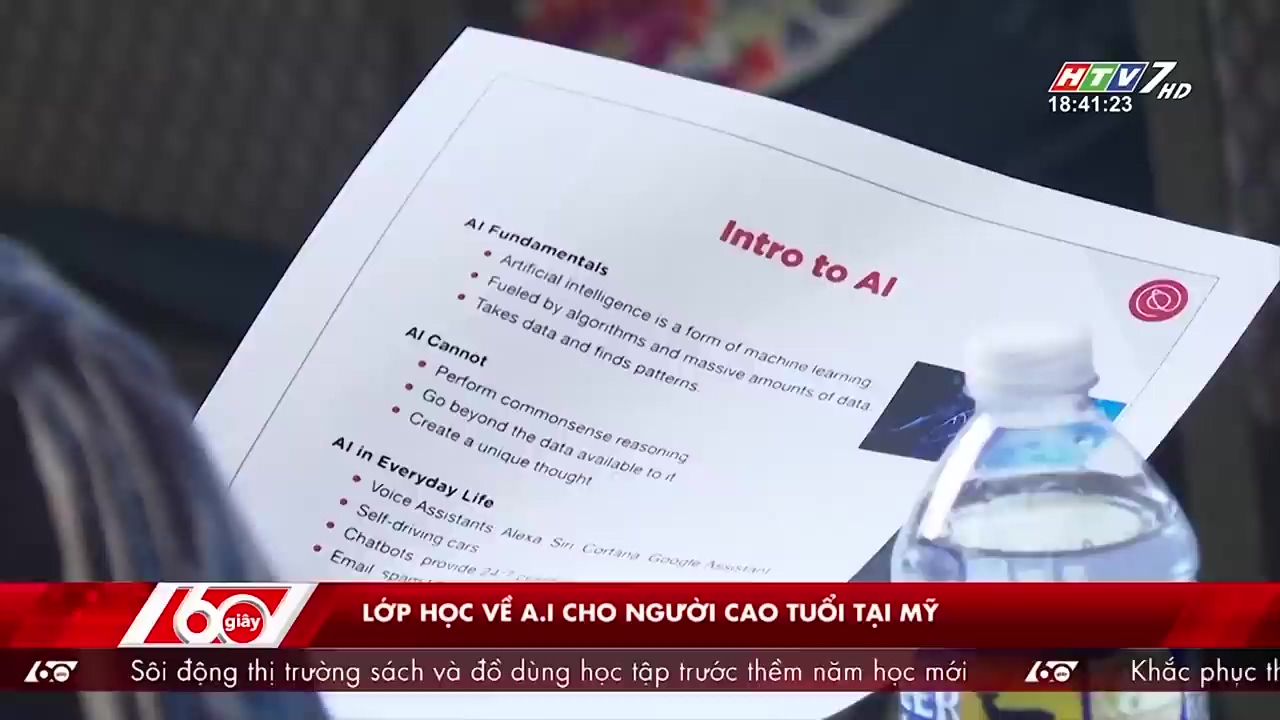 HTV7 HD
18:41:23
Intro to AI
AI Fundamentals
Artificial intelligence is a form of machine learning.
Fueled by algorithms and massive amounts of data.
Takes data and finds patterns.
AI Cannot
Perform commonsense reasoning
Go beyond the data available to it
Create a unique thought
AI in Everyday Life
Voice Assistants Alexa Siri Cortana Google Assistant
Self-driving cars
Chatbots provide 24/7
Email spam
60 giây
LỚP HỌC VỀ A.I CHO NGƯỜI CAO TUỔI TẠI MỸ
60 giây Sôi động thị trường sách và đồ dùng học tập trước thềm năm học mới 60 giây Khắc phục